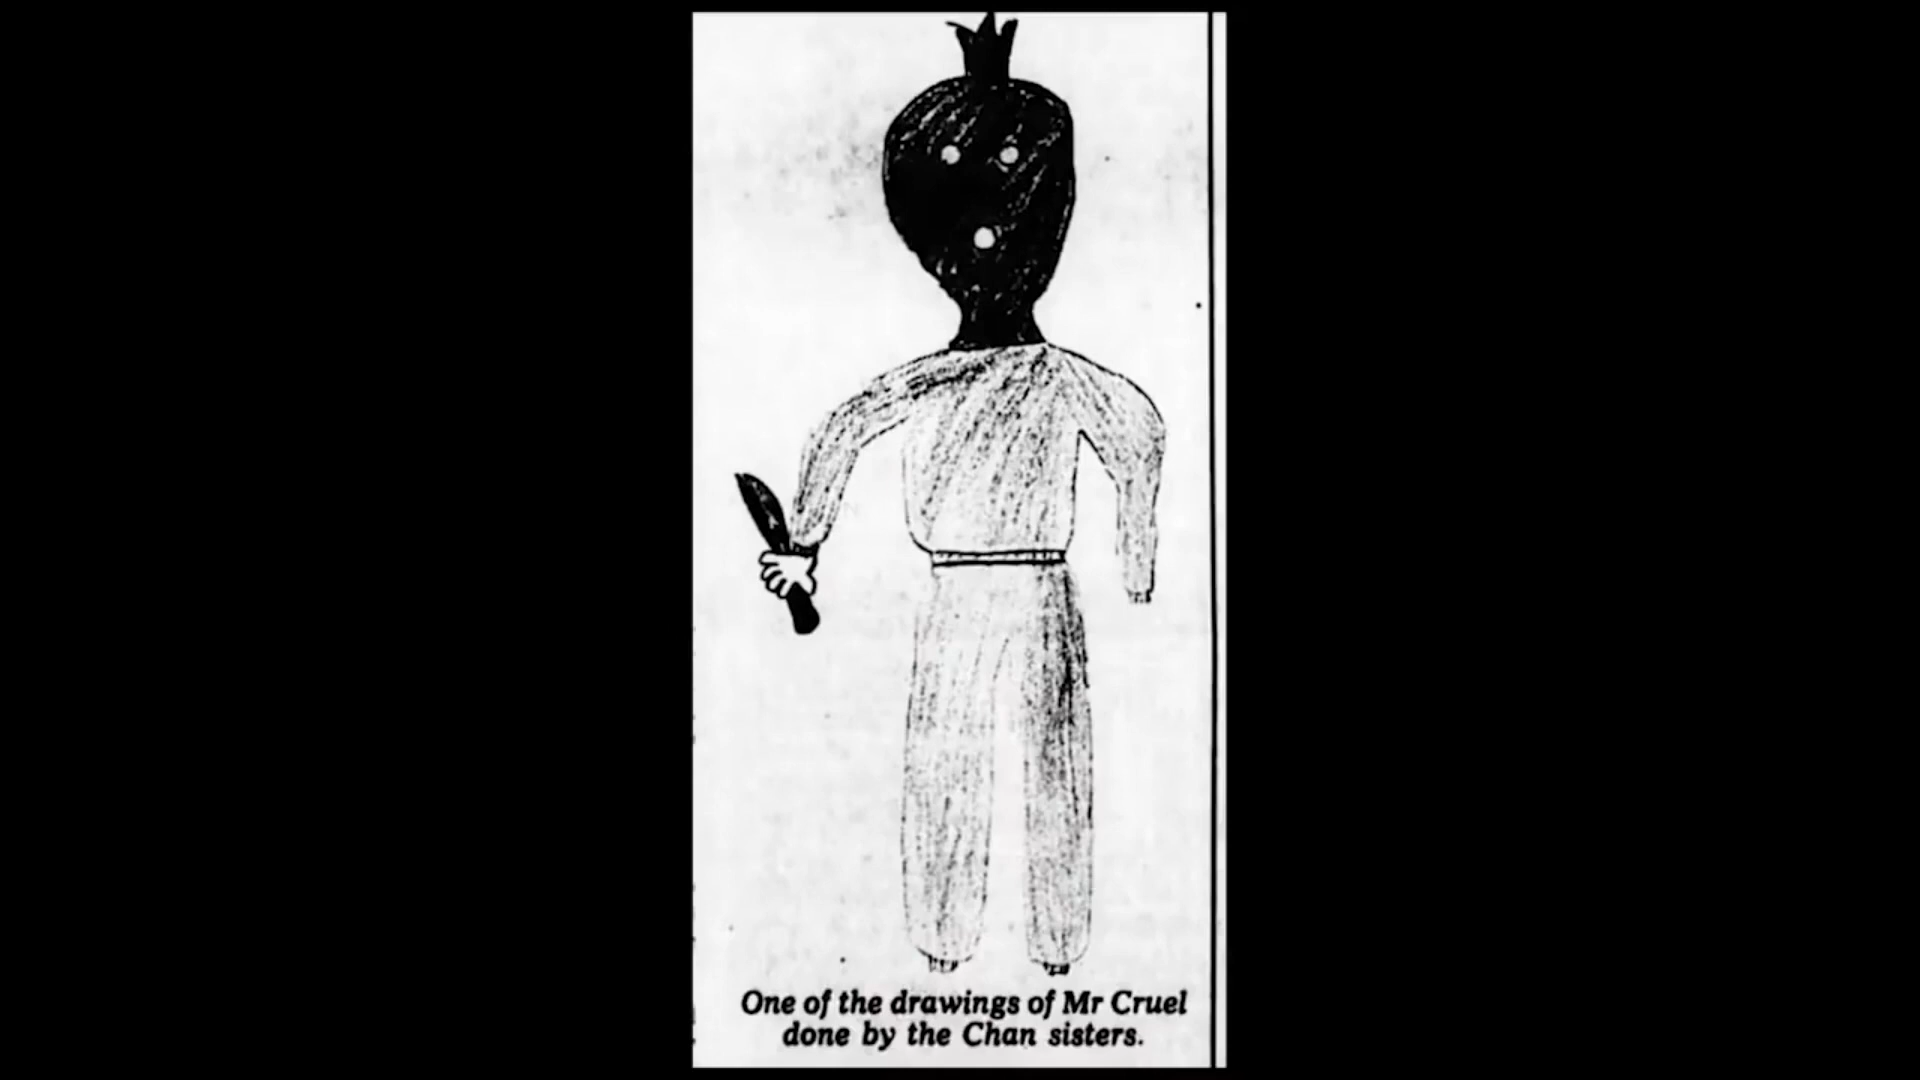 One of the drawings of Mr Cruel
done by the Chan sisters.